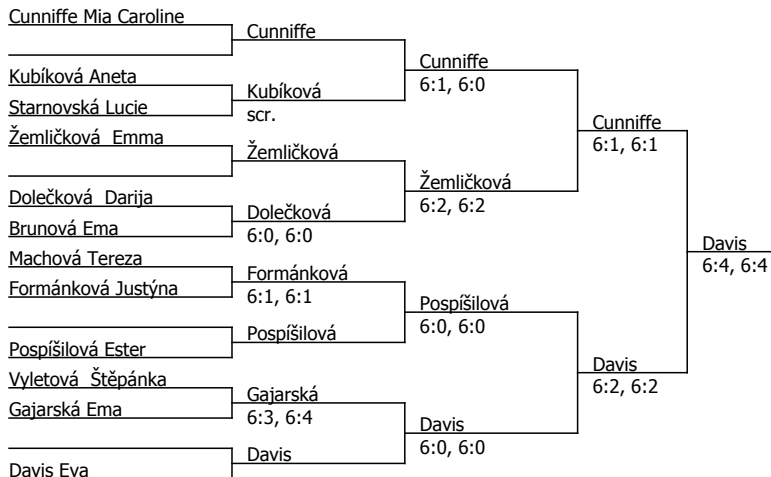 Cunniffe Mia Caroline
Cunniffe
Kubíková Aneta
Starnovská Lucie
Kubíková
scr.
Cunniffe
6:1, 6:0
Žemličková Emma
Žemličková
Dolečková Darija
Brunová Ema
Dolečková
6:0, 6:0
Žemličková
6:2, 6:2
Cunniffe
6:1, 6:1
Machová Tereza
Formánková Justýna
Formánková
6:1, 6:1
Pospíšilová Ester
Pospíšilová
Pospíšilová
6:0, 6:0
Vyletová Štěpánka
Gajarská Ema
Gajarská
6:3, 6:4
Davis Eva
Davis
Davis
6:0, 6:0
Davis
6:2, 6:2
Davis
6:4, 6:4